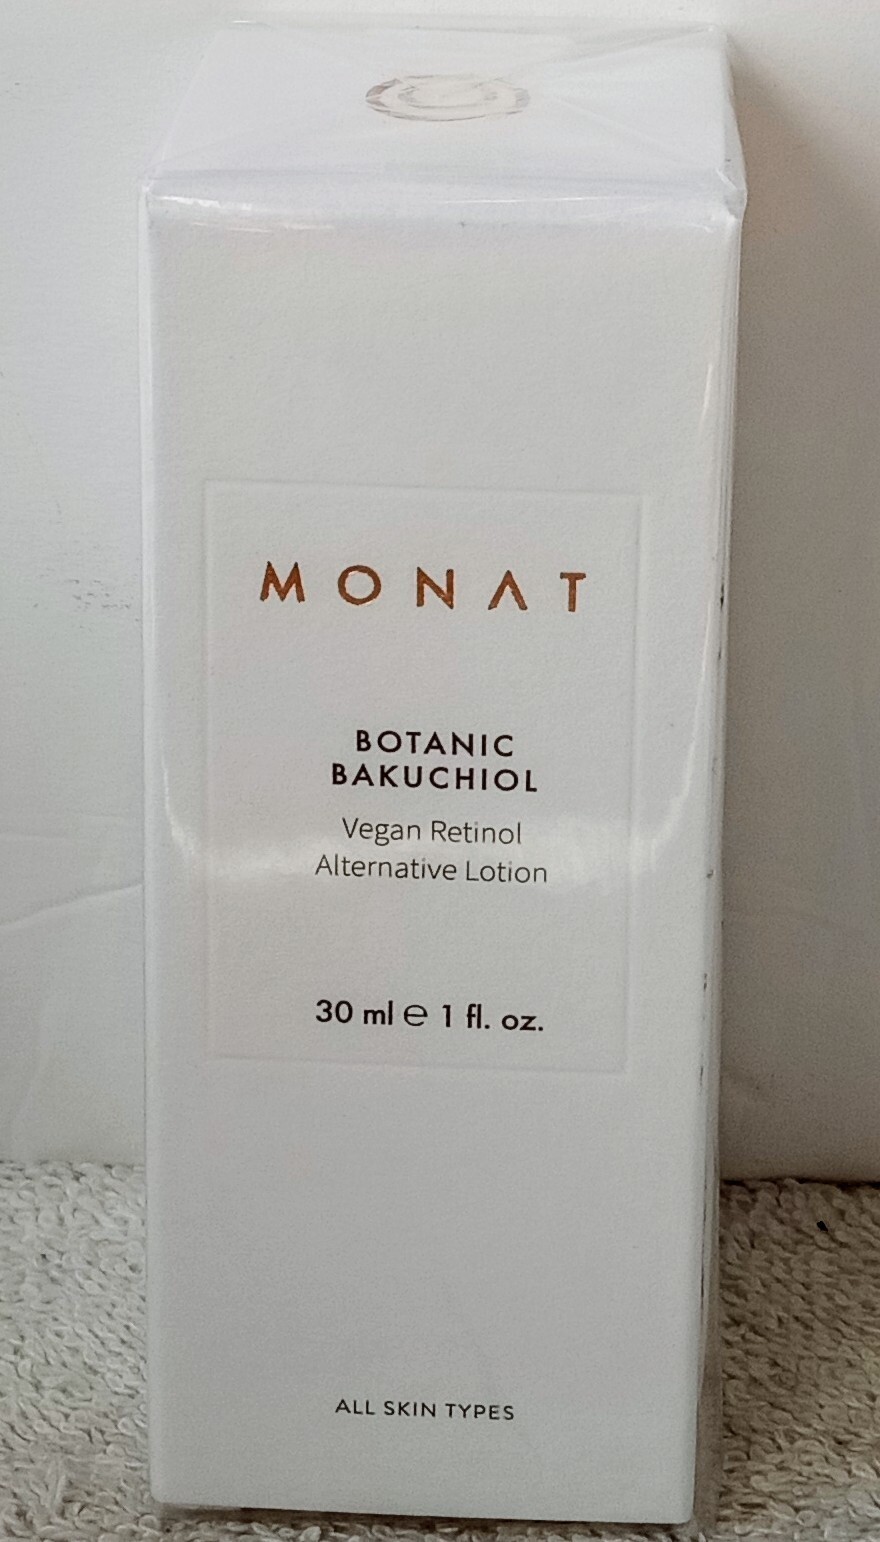 MONAT
BOTANIC
BAKUCHIOL
Vegan Retinol
Alternative Lotion
30 ml ℮ 1 fl. oz.
ALL SKIN TYPES